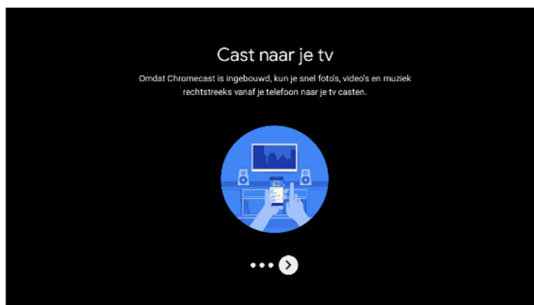 Cast naar je tv
Omdat Chromecast is ingebouwd, kun je snel foto's, video's en muziek
rechtstreeks vanaf je telefoon naar je tv casten.